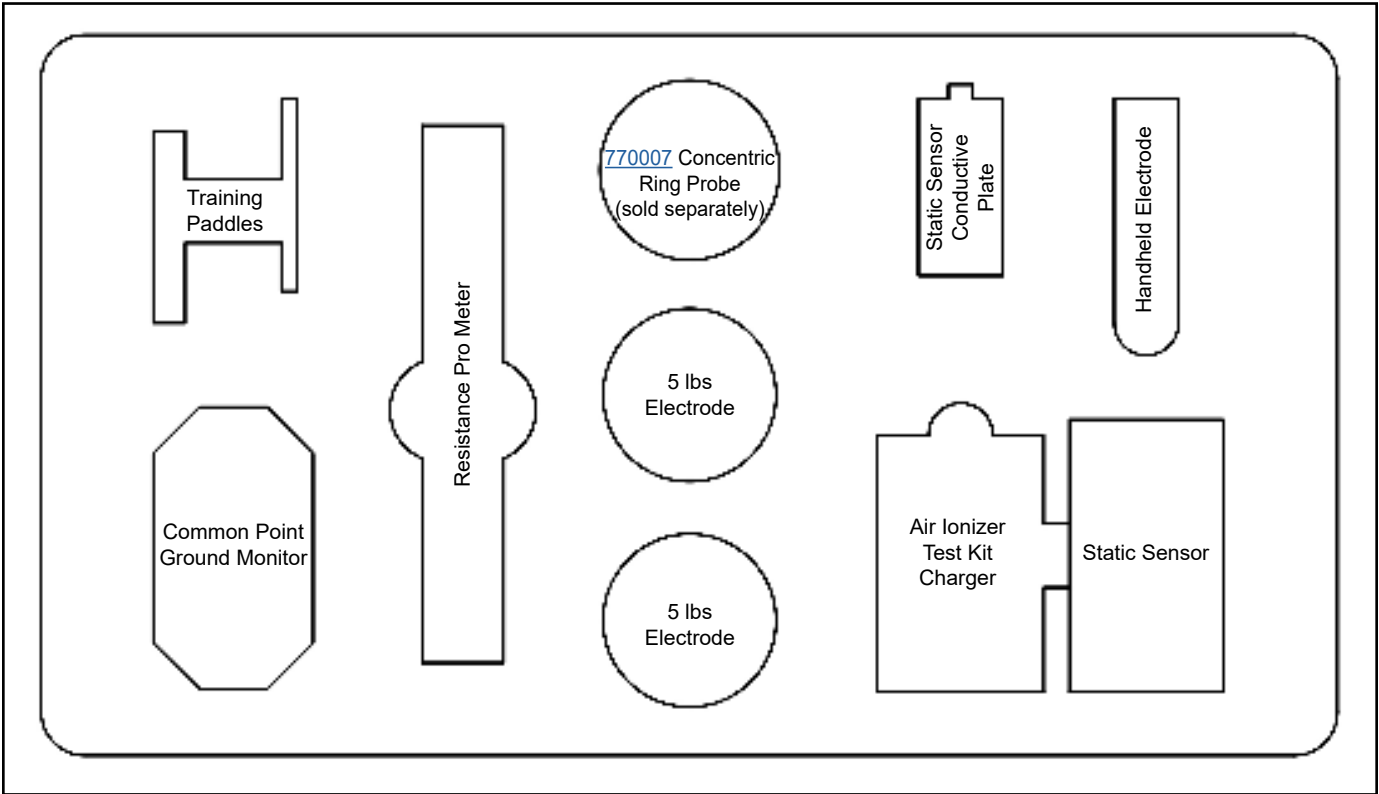 Training
Paddles
Resistance Pro Meter
770007 Concentric
Ring Probe
(sold separately)
Static Sensor
Conductive
Plate
Handheld Electrode
5 lbs
Electrode
Common Point
Ground Monitor
5 lbs
Electrode
Air Ionizer
Test Kit
Charger
Static Sensor